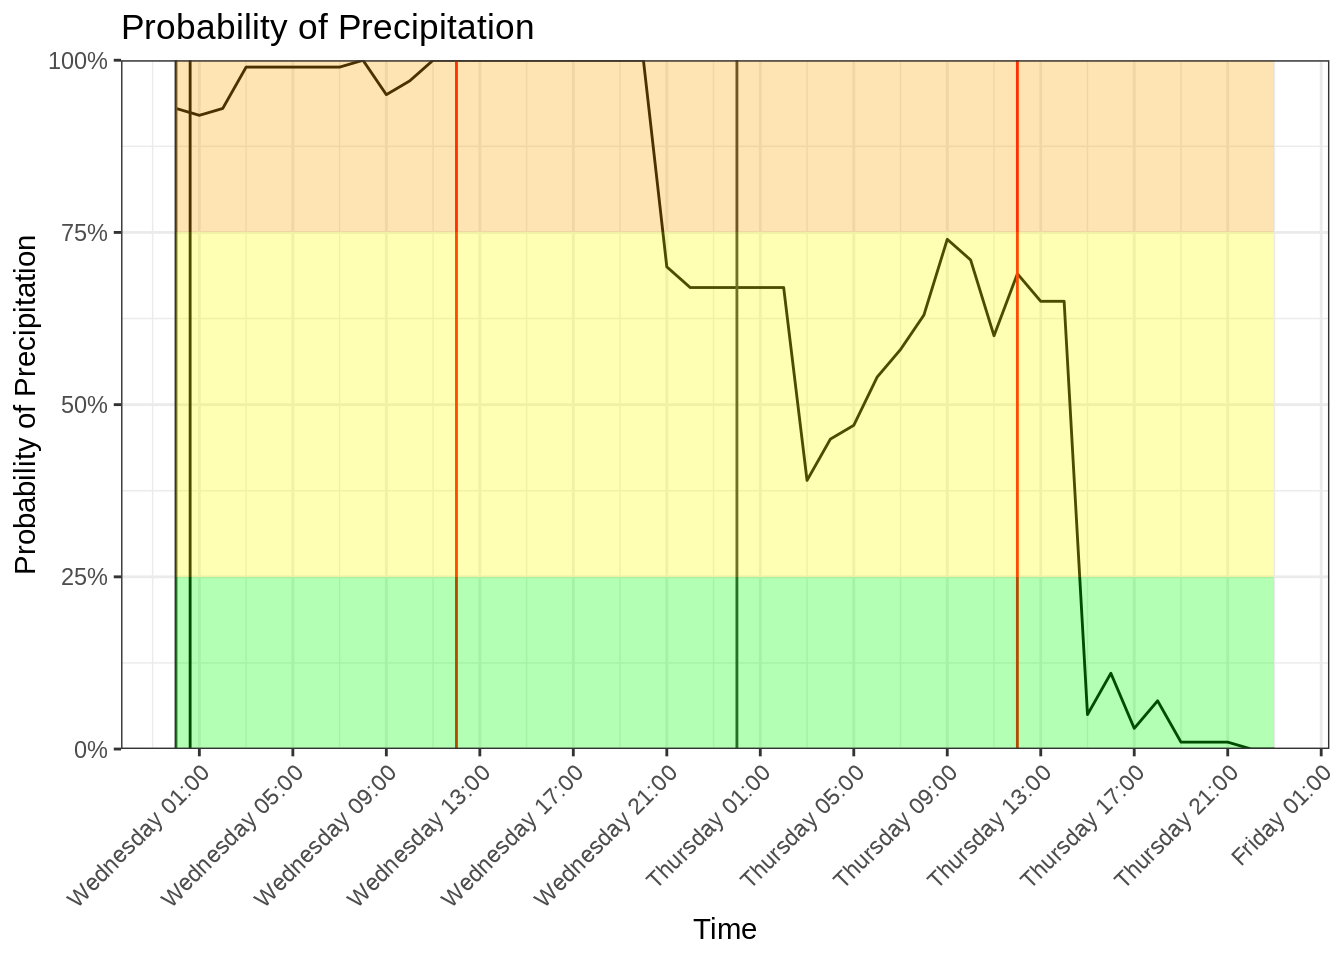 Probability of Precipitation
Probability of Precipitation
100%
75%
50%
25%
0%
Wednesday 01:00
Wednesday 05:00
Wednesday 09:00
Wednesday 13:00
Wednesday 17:00
Wednesday 21:00
Thursday 01:00
Thursday 05:00
Thursday 09:00
Thursday 13:00
Thursday 17:00
Thursday 21:00
Friday 01:00
Time